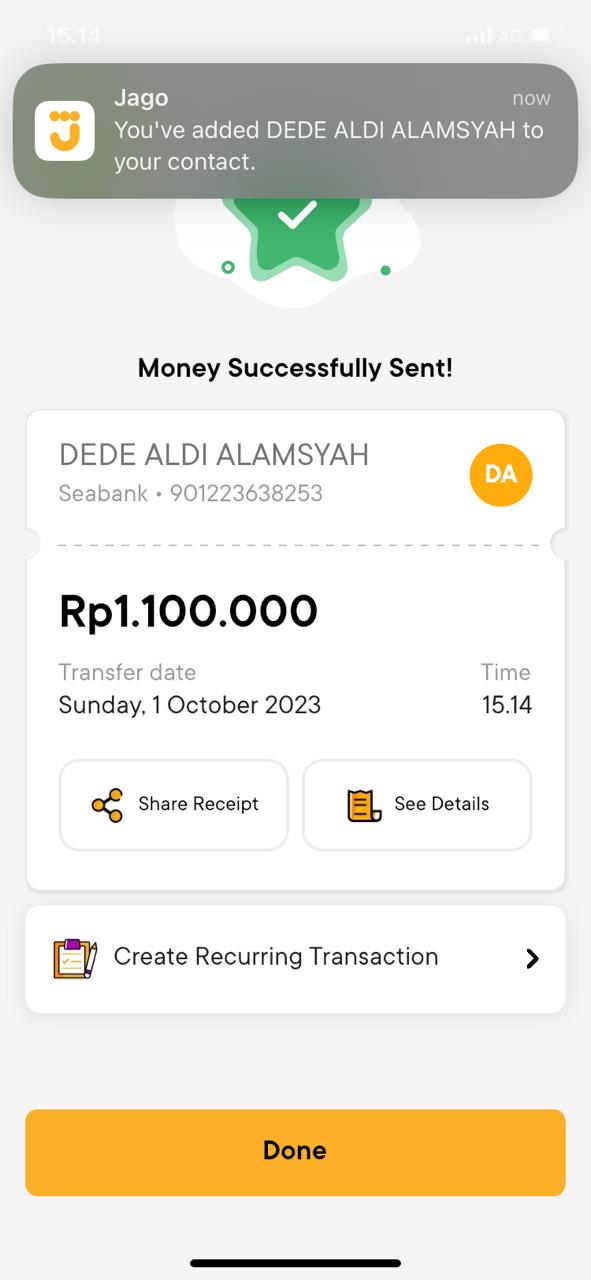 15.14
4G
Jago
now
You've added DEDE ALDI ALAMSYAH to
your contact.
Money Successfully Sent!
DEDE ALDI ALAMSYAH
DA
Seabank • 901223638253
Rp1.100.000
Transfer date
Time
Sunday, 1 October 2023
15.14
Share Receipt
See Details
Create Recurring Transaction
Done